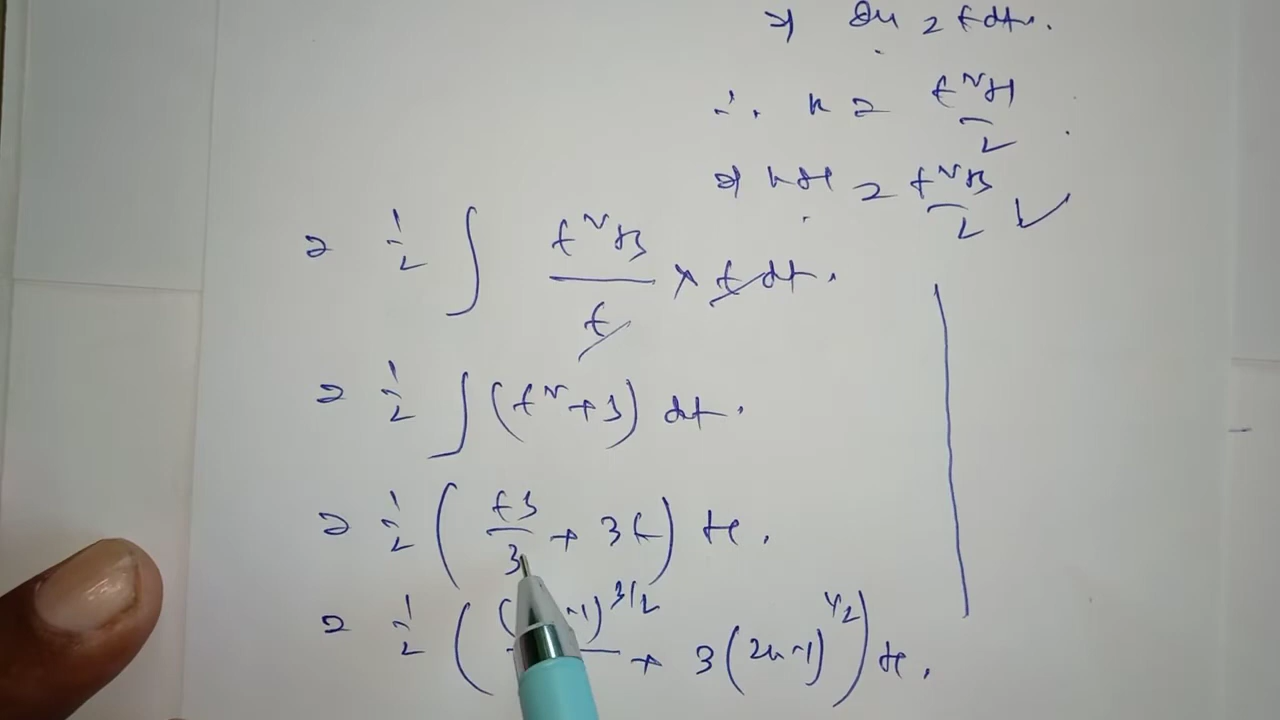 ⇒ dx = t dt.
∴ x = t²+1/2
⇒ x+1 = t²+3/2 ✓
= 1/2 ∫ t²+3/t × t dt.
= 1/2 ∫ (t²+3) dt.
= 1/2 ( t3/3 + 3t ) +c.
= 1/2 ( ( -1)^3/2 + 3(2x-1)^1/2 ) +c.